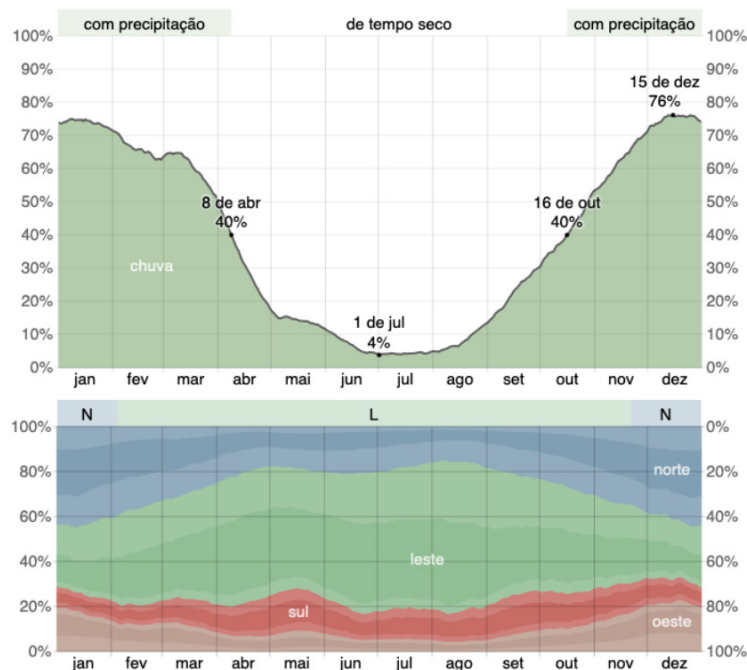 com precipitação de tempo seco com precipitação
100% 100%
90% 90%
80% 15 de dez 80%
76%
70% 70%
60% 60%
50% 8 de abr 16 de out 50%
40% 40% 40% 40%
30% chuva 30%
20% 20%
1 de jul
10% 4% 10%
0% 0%
jan fev mar abr mai jun jul ago set out nov dez
N L N
100% 0%
norte
80% 20%
60% 40%
leste
40% 60%
20% sul oeste 80%
0% 100%
jan fev mar abr mai jun jul ago set out nov dez